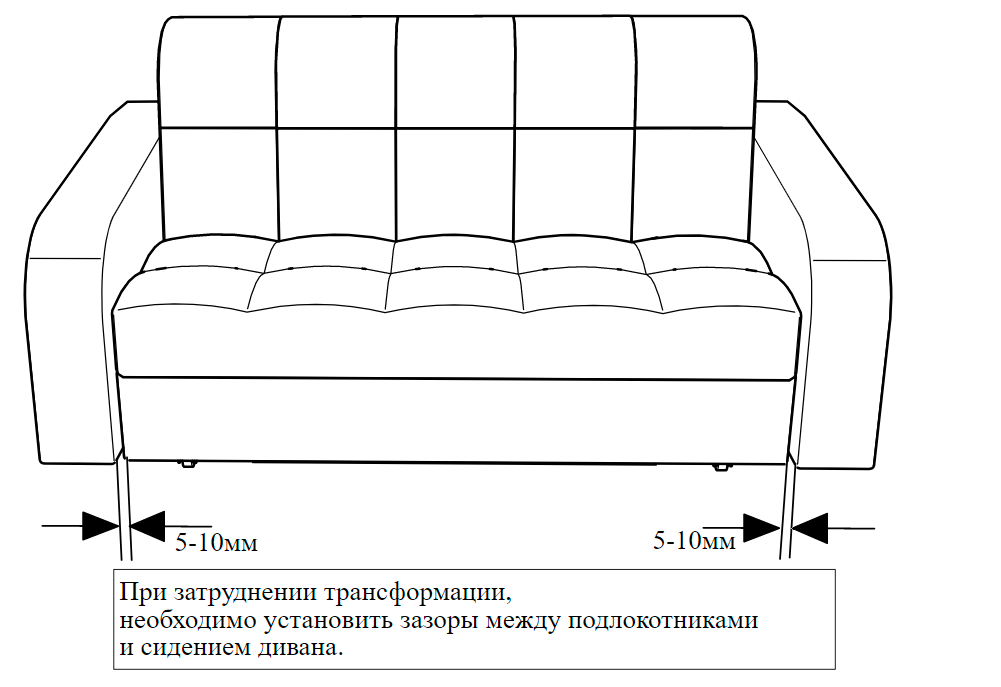 5-10мм
5-10мм
При затруднении трансформации,
необходимо установить зазоры между подлокотниками
и сидением дивана.